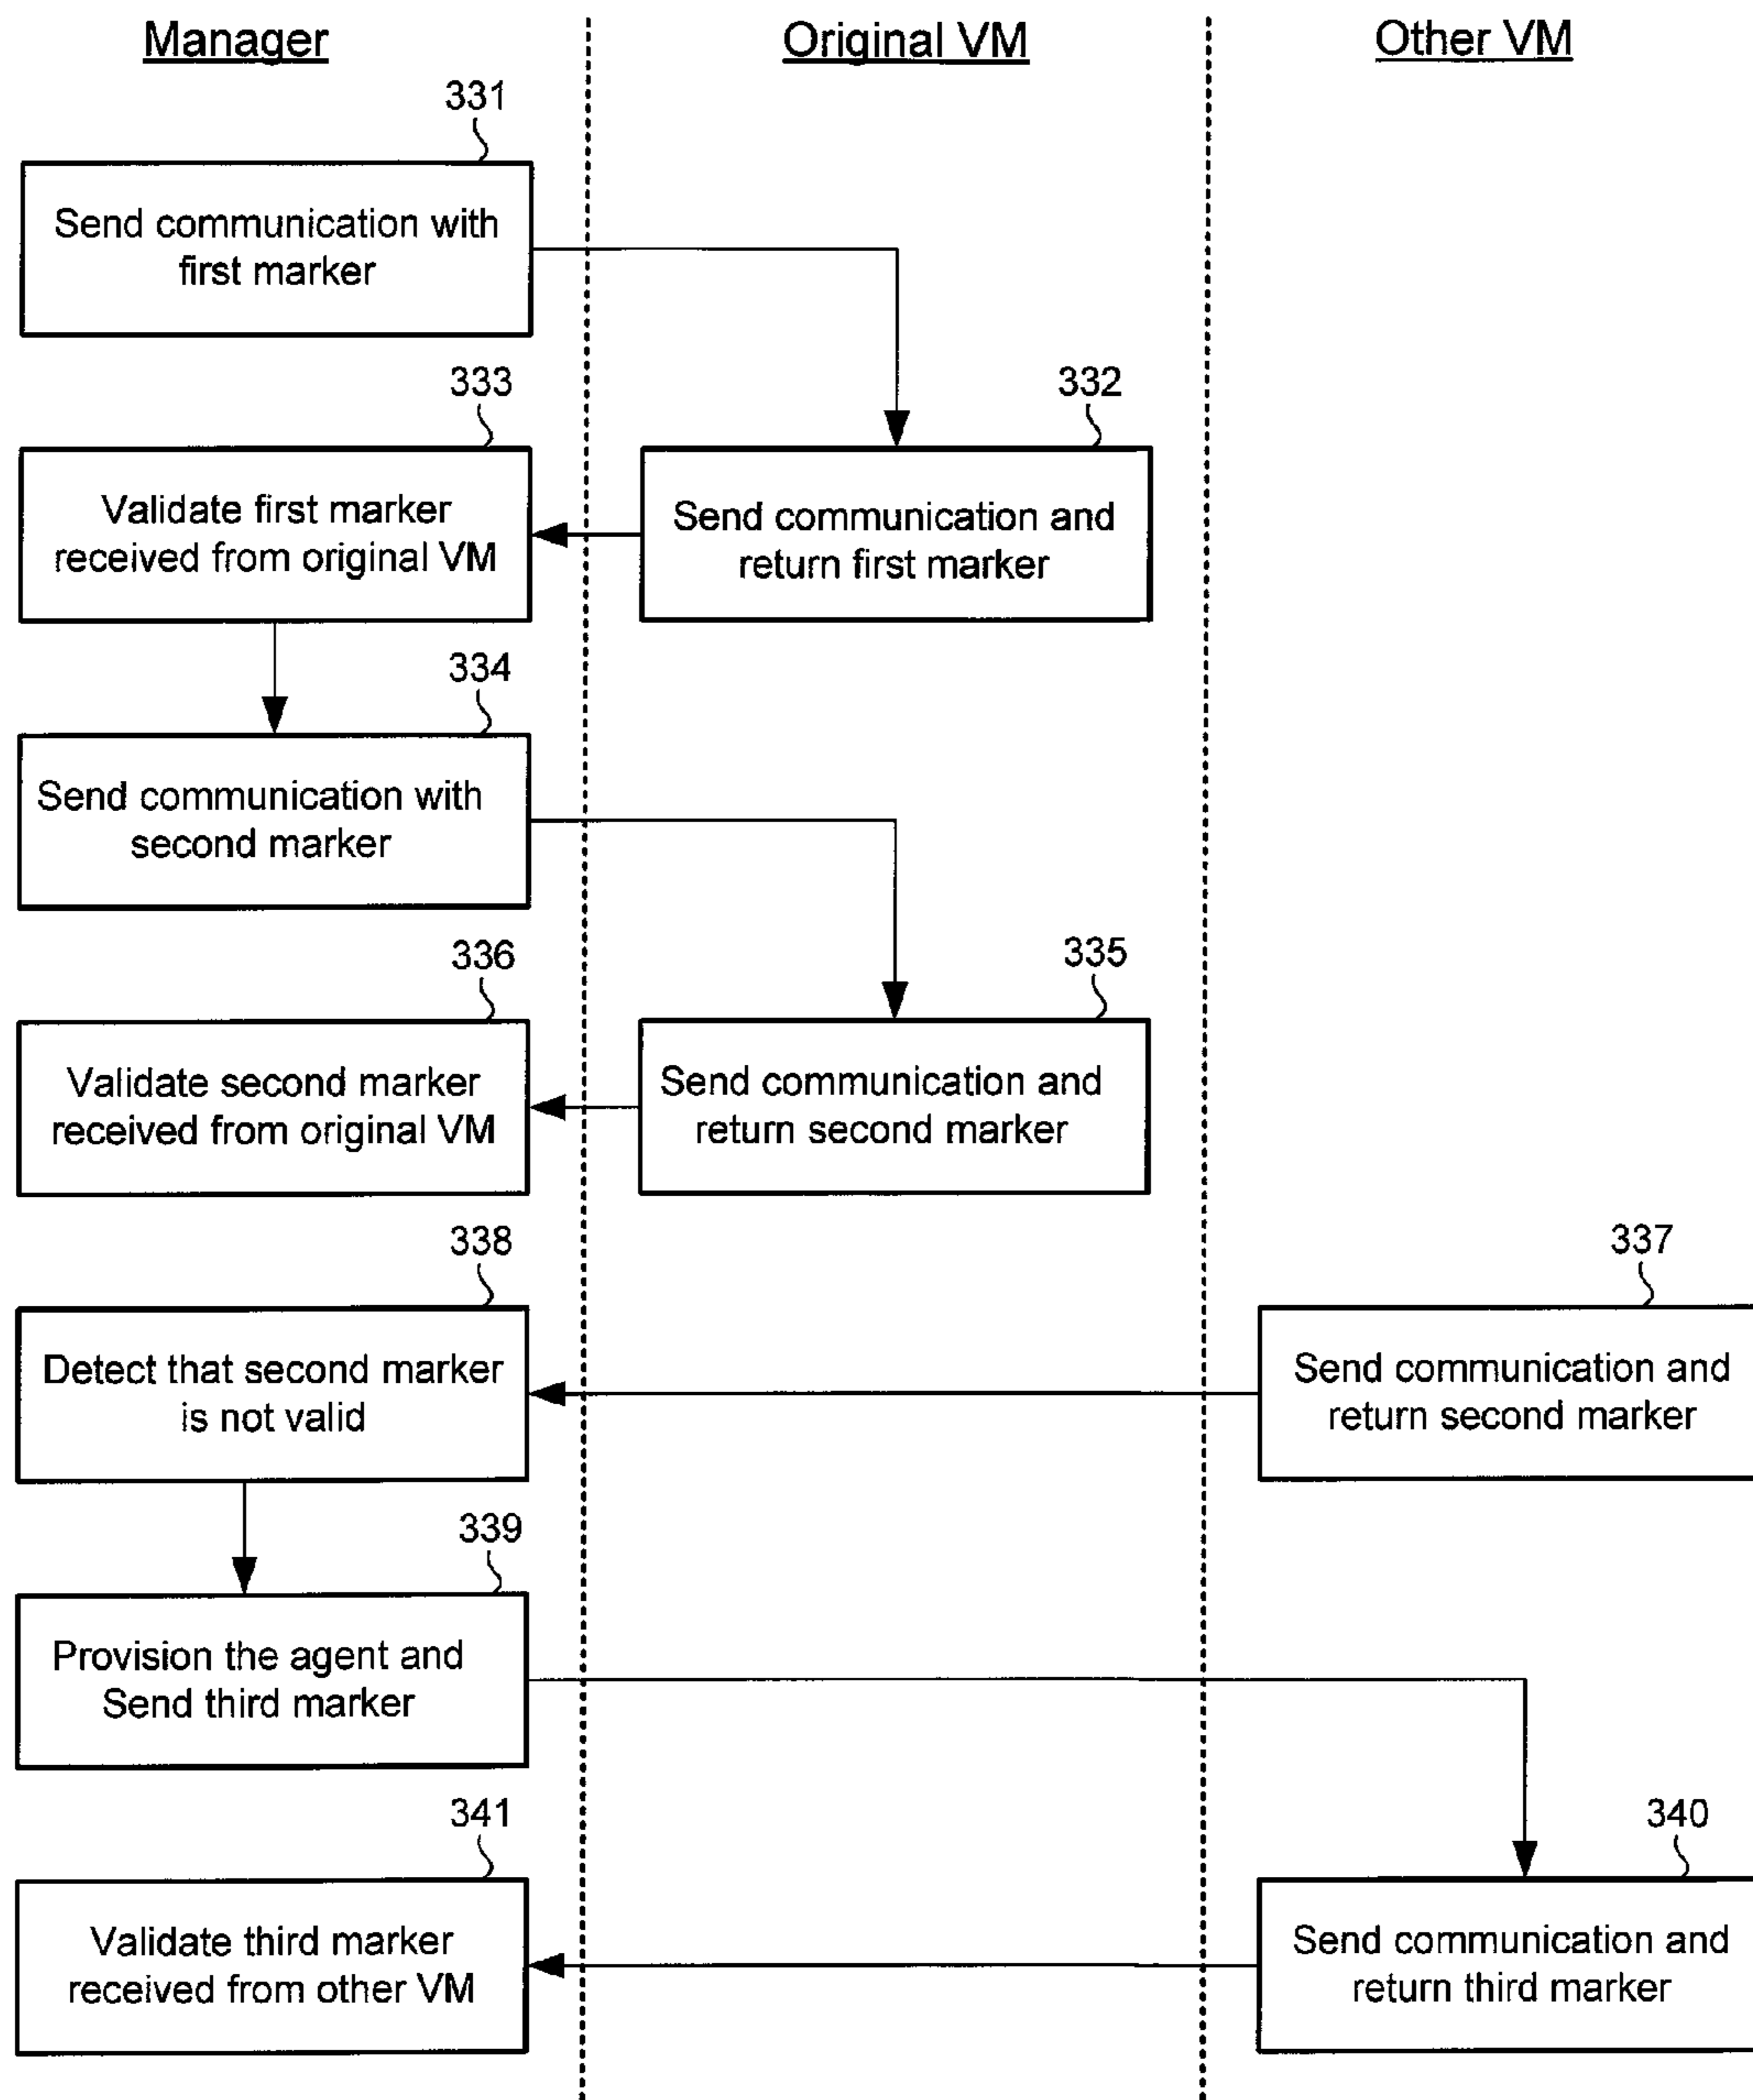 Manager
Original VM
Other VM
331
Send communication with
first marker
333
332
Validate first marker
received from original VM
Send communication and
return first marker
334
Send communication with
second marker
336
335
Validate second marker
received from original VM
Send communication and
return second marker
338
337
Detect that second marker
is not valid
Send communication and
return second marker
339
Provision the agent and
Send third marker
341
340
Validate third marker
received from other VM
Send communication and
return third marker